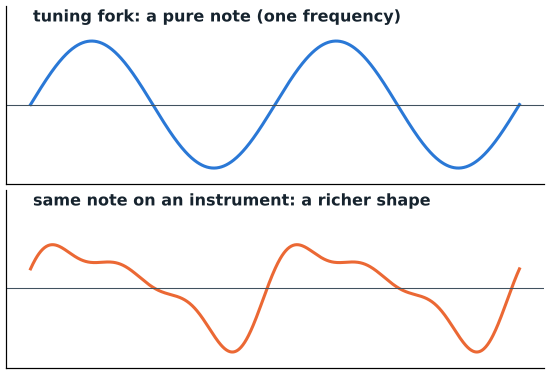 tuning fork: a pure note (one frequency)
same note on an instrument: a richer shape